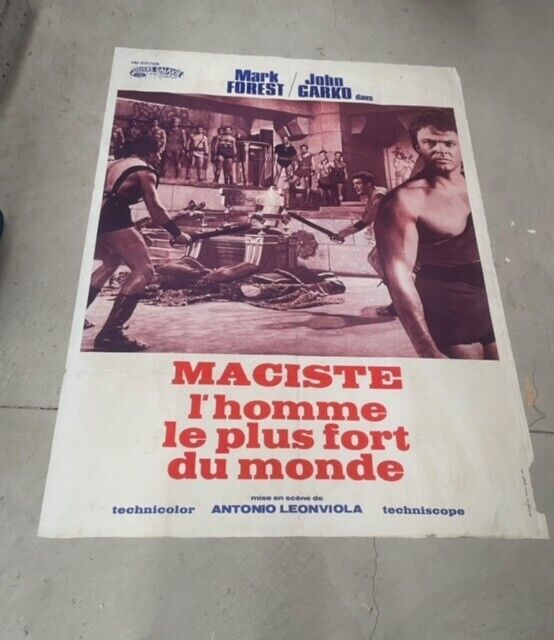 Mark / John
FOREST / GARKO dans
MACISTE
l'homme
le plus fort
du monde
mise en scène de
technicolor ANTONIO LEONVIOLA techniscope